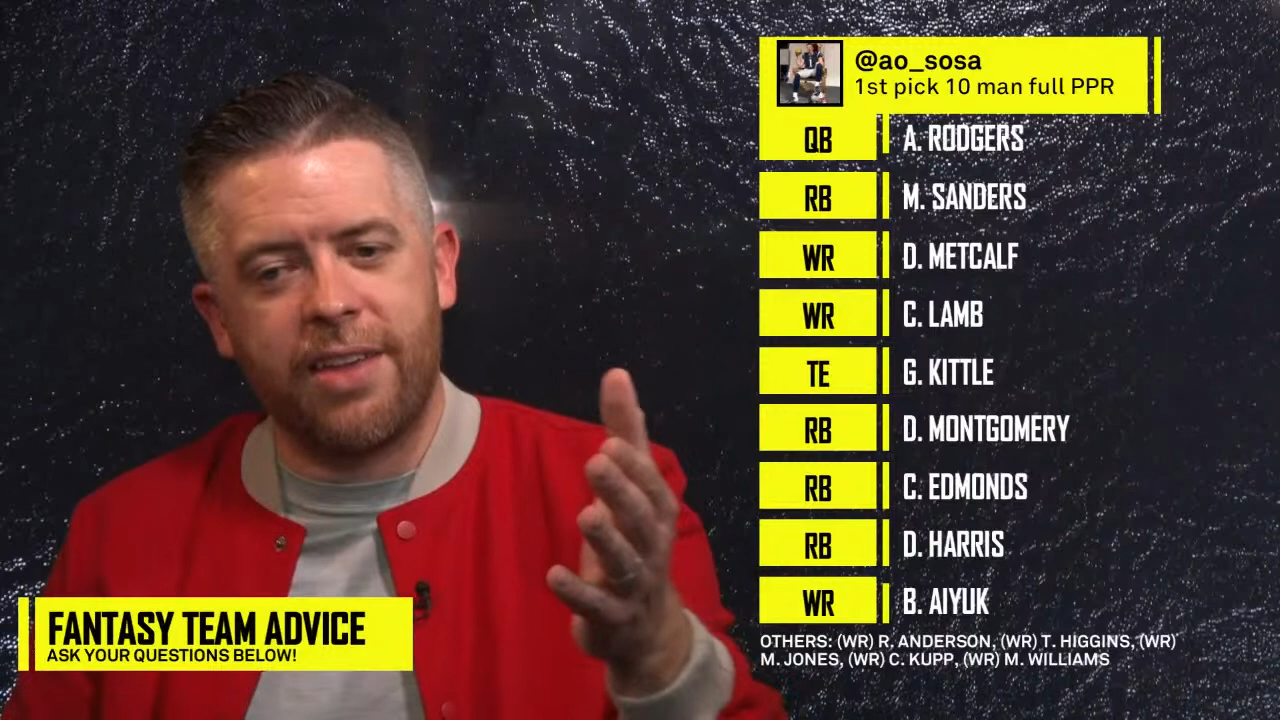 @ao_sosa
1st pick 10 man full PPR
QB A. RODGERS
RB M. SANDERS
WR D. METCALF
WR C. LAMB
TE G. KITTLE
RB D. MONTGOMERY
RB C. EDMONDS
RB D. HARRIS
WR B. AIYUK
OTHERS: (WR) R. ANDERSON, (WR) T. HIGGINS, (WR)
M. JONES, (WR) C. KUPP, (WR) M. WILLIAMS
FANTASY TEAM ADVICE
ASK YOUR QUESTIONS BELOW!